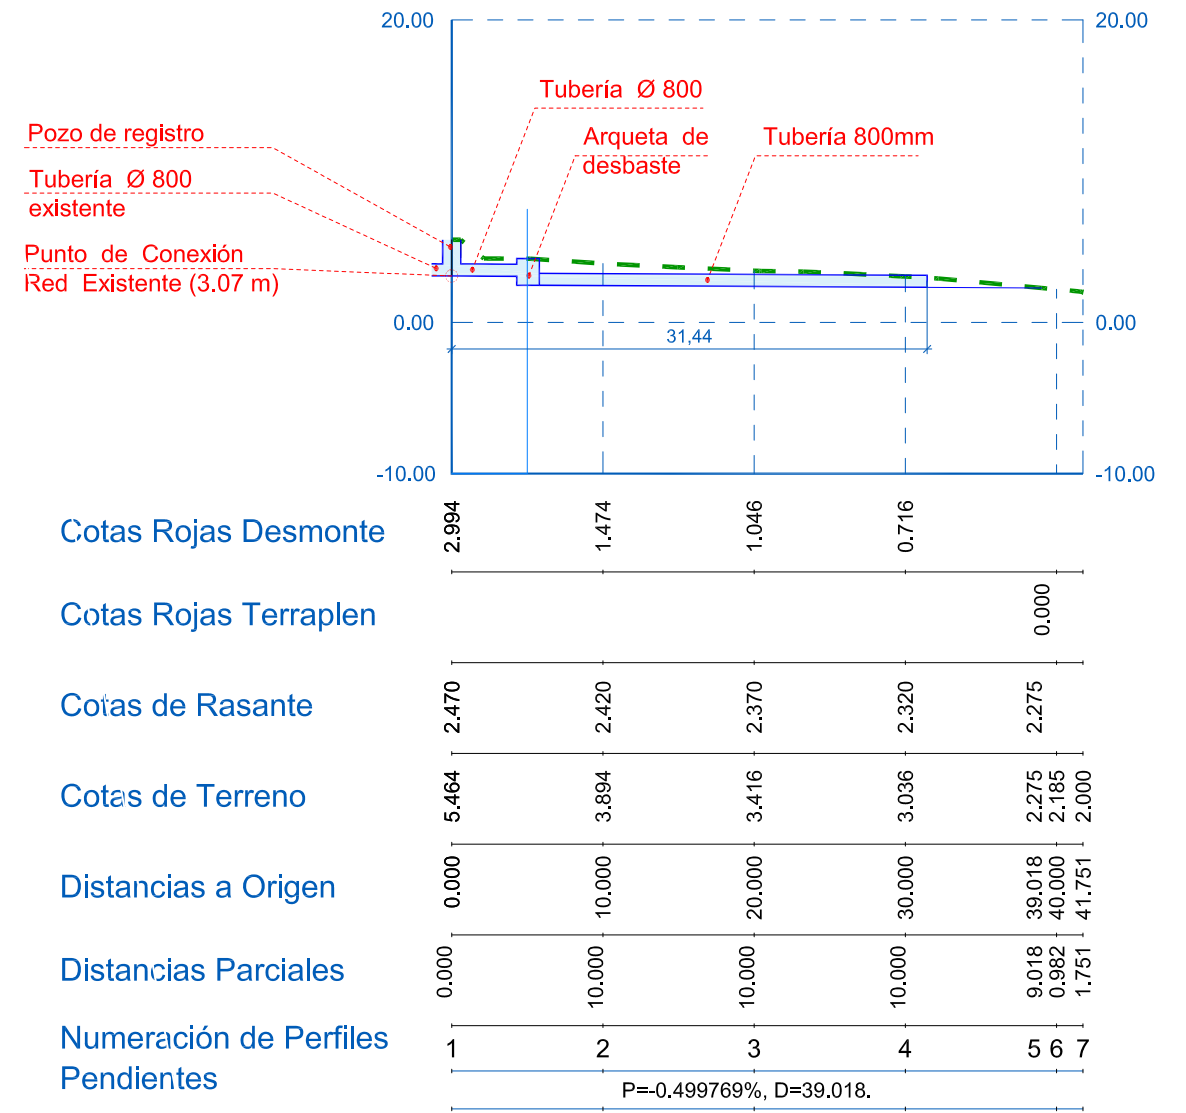 20.00
20.00
Tubería Ø 800
Pozo de registro
Arqueta de
desbaste
Tubería 800mm
Tubería Ø 800
existente
Punto de Conexión
Red Existente (3.07 m)
0.00
0.00
31,44
-10.00
-10.00
Cotas Rojas Desmonte
2.994
1.474
1.046
0.716
Cotas Rojas Terraplen
0.000
Cotas de Rasante
2.470
2.420
2.370
2.320
2.275
Cotas de Terreno
5.464
3.894
3.416
3.036
2.275
2.185
2.000
Distancias a Origen
0.000
10.000
20.000
30.000
39.018
40.000
41.751
Distancias Parciales
0.000
10.000
10.000
10.000
9.018
0.982
1.751
Numeración de Perfiles
1 2 3 4 5 6 7
Pendientes
P=-0.499769%, D=39.018.